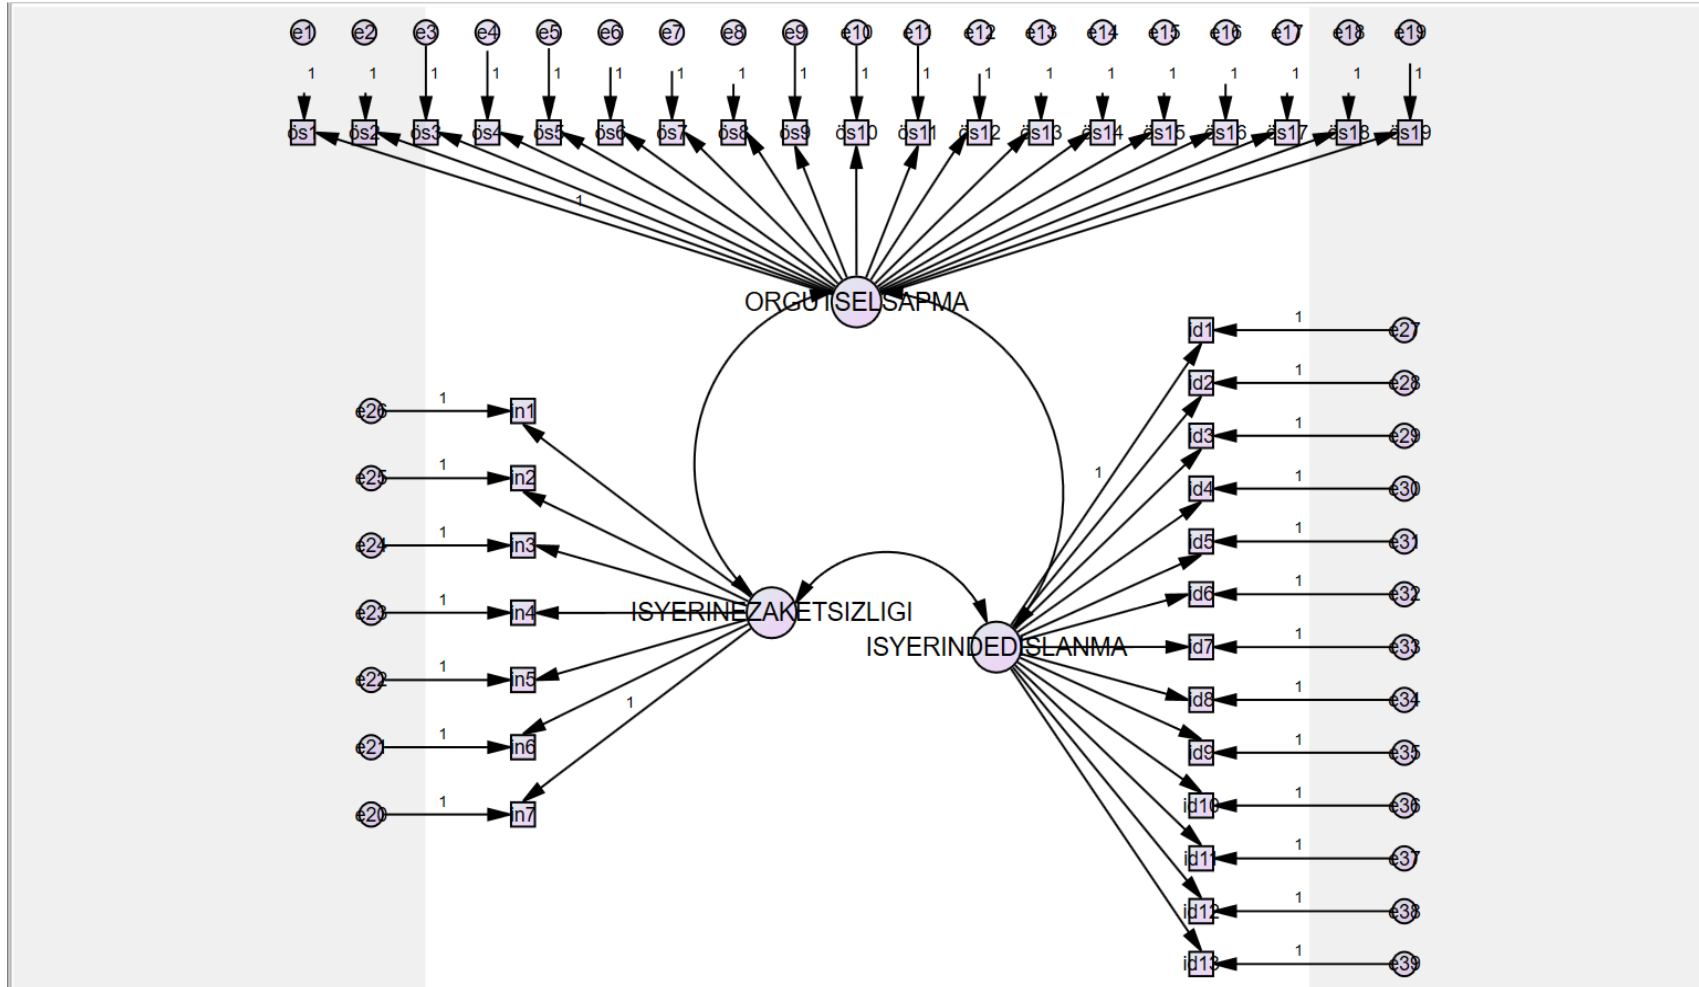 e1 e2 e3 e4 e5 e6 e7 e8 e9 e10 e11 e12 e13 e14 e15 e16 e17 e18 e19
1 1 1 1 1 1 1 1 1 1 1 1 1 1 1 1 1 1 1
ös1 ös2 ös3 ös4 ös5 ös6 ös7 ös8 ös9 ös10 ös11 ös12 ös13 ös14 ös15 ös16 ös17 ös18 ös19
1
ORGUTSELSAPMA
e26 1 in1
e25 1 in2
e24 1 in3
e23 1 in4
e22 1 in5
e21 1 in6
e20 1 in7
1
ISYERINEZAKETSIZLIGI
ISYERINDEDISLANMA
1
id1 1 e27
id2 1 e28
id3 1 e29
id4 1 e30
id5 1 e31
id6 1 e32
id7 1 e33
id8 1 e34
id9 1 e35
id10 1 e36
id11 1 e37
id12 1 e38
id13 1 e39